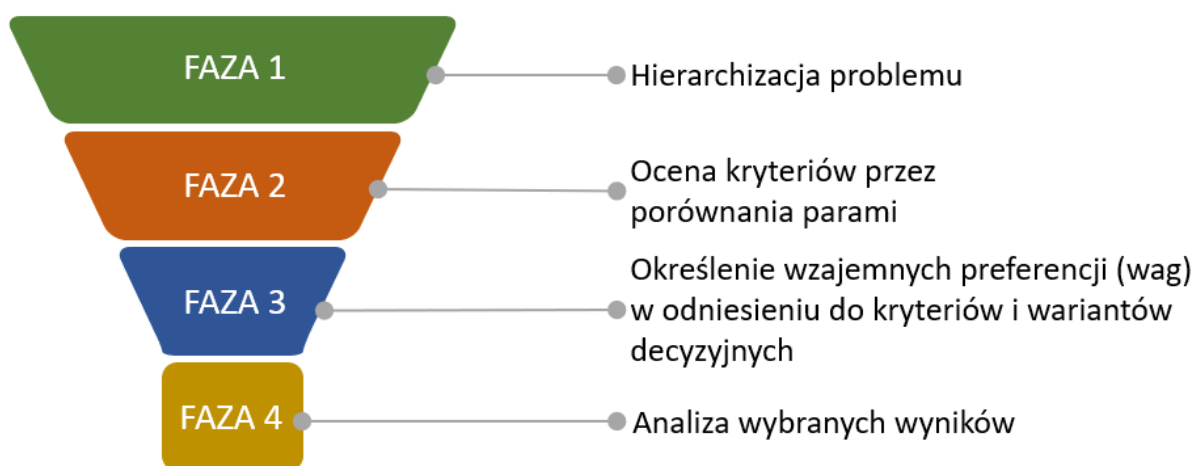 FAZA 1
Hierarchizacja problemu
FAZA 2
Ocena kryteriów przez
porównania parami
FAZA 3
Określenie wzajemnych preferencji (wag)
w odniesieniu do kryteriów i wariantów
decyzyjnych
FAZA 4
Analiza wybranych wyników